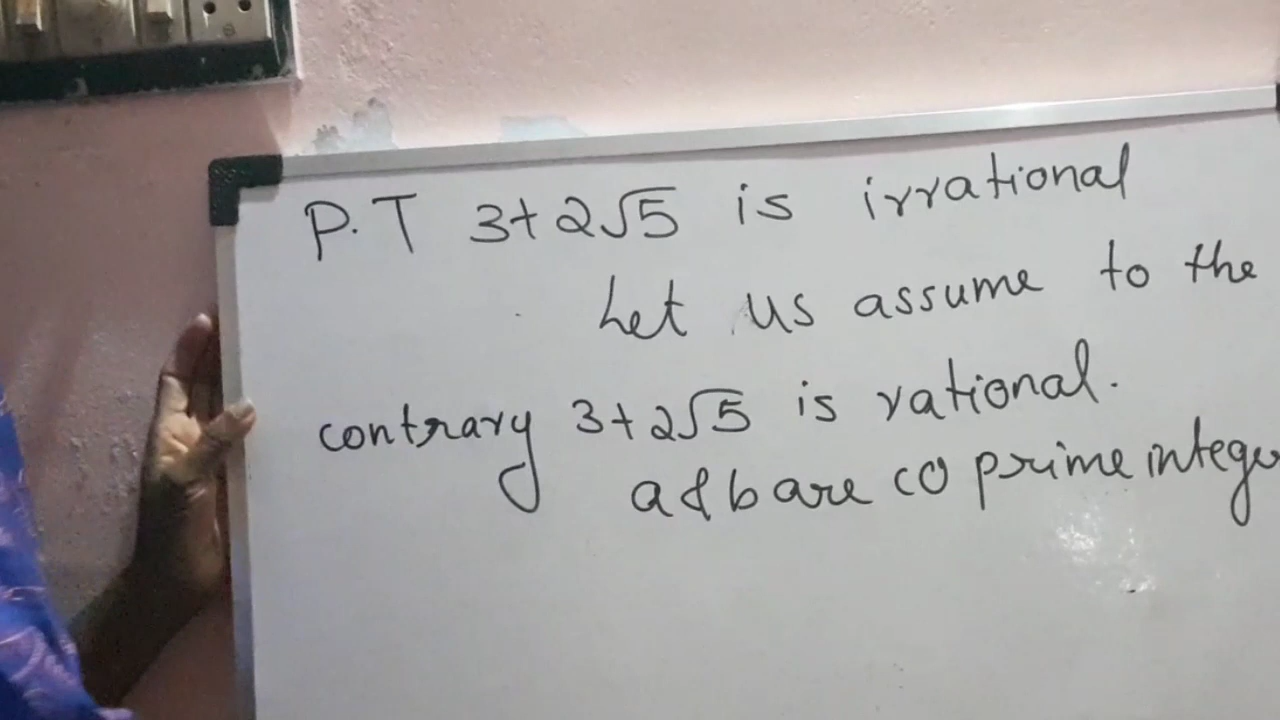 P.T 3+2√5 is irrational
Let us assume to the
contrary 3+2√5 is rational.
a & b are co prime intege